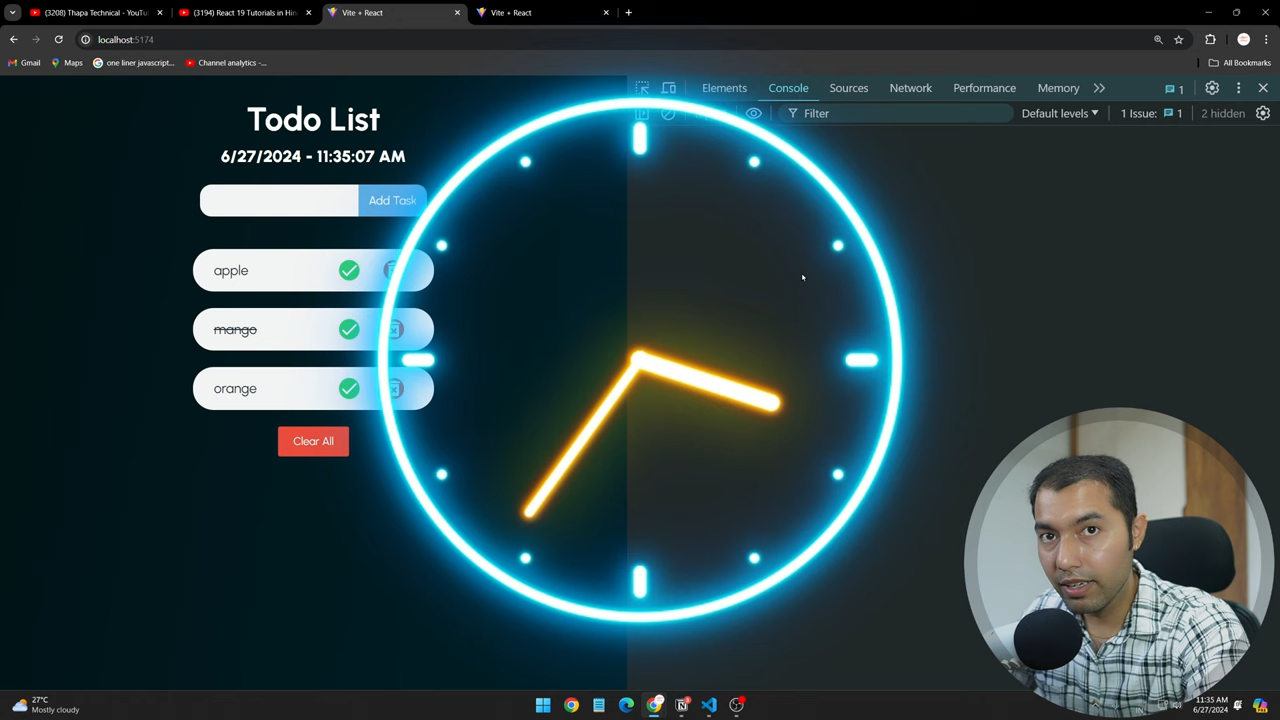 (3208) Thapa Technical - YouTu
(3194) React 19 Tutorials in Hin
Vite + React
Vite + React
localhost:5174
Gmail
Maps
one liner javascript...
Channel analytics -...
All Bookmarks
Elements
Console
Sources
Network
Performance
Memory
1
Filter
Default levels
1 Issue:
1
2 hidden
Todo List
6/27/2024 - 11:35:07 AM
Add Task
apple
mango
orange
Clear All
27°C
Mostly cloudy
11:35 AM
6/27/2024